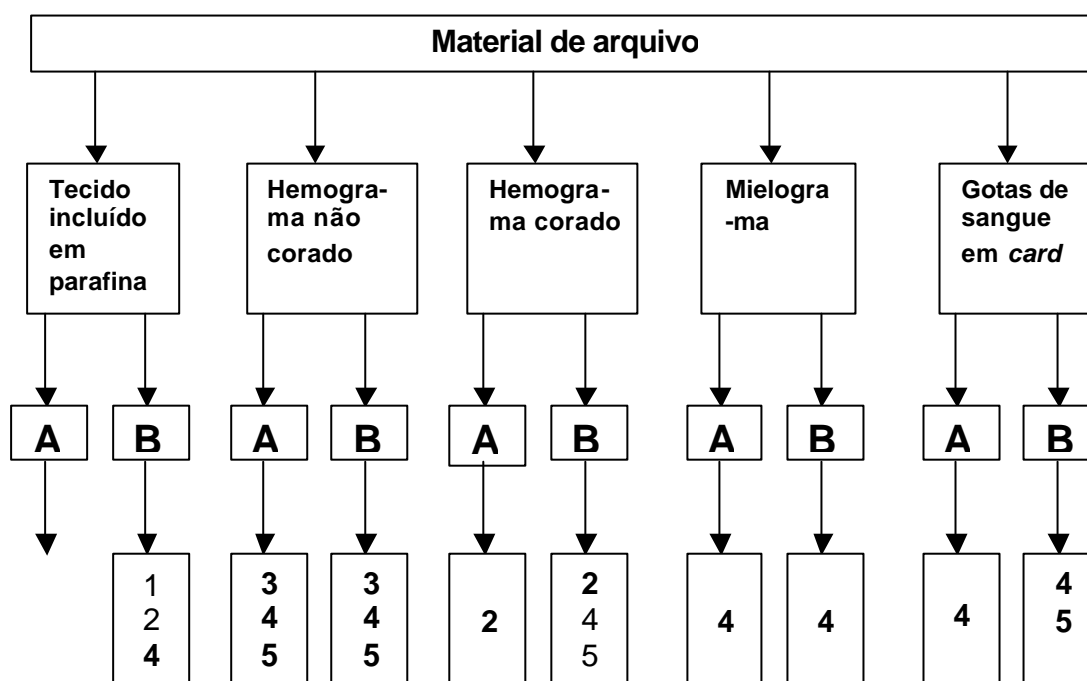 Material de arquivo
Tecido
incluído
em
parafina
Hemogra-
ma não
corado
Hemogra-
ma corado
Mielogra
-ma
Gotas de
sangue
em card
A
B
A
B
A
B
A
B
A
B
1
2
4
3
4
5
3
4
5
2
2
4
5
4
4
4
4
5